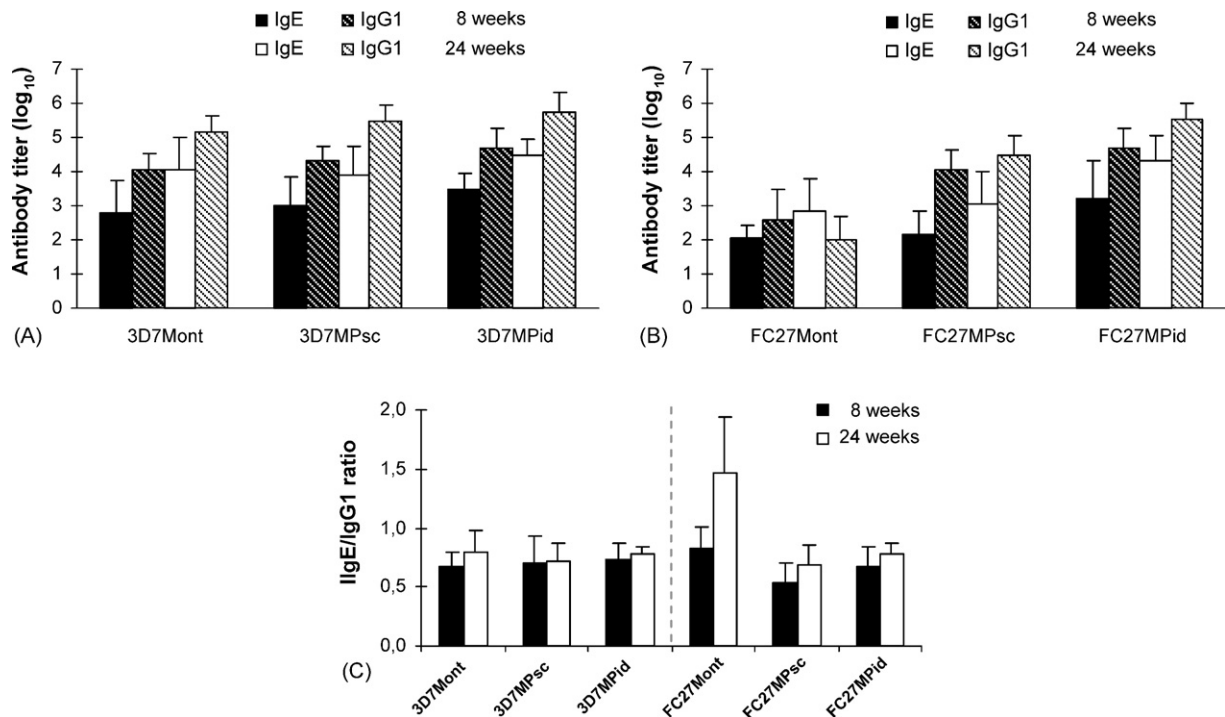 IgE IgG1 8 weeks
IgE IgG1 24 weeks
Antibody titer (log10)
7
6
5
4
3
2
1
0
3D7Mont 3D7MPsc 3D7MPid
(A)
IgE IgG1 8 weeks
IgE IgG1 24 weeks
Antibody titer (log10)
7
6
5
4
3
2
1
0
FC27Mont FC27MPsc FC27MPid
(B)
8 weeks
24 weeks
IIgE/IgG1 ratio
2,0
1,5
1,0
0,5
0,0
3D7Mont 3D7MPsc 3D7MPid FC27Mont FC27MPsc FC27MPid
(C)